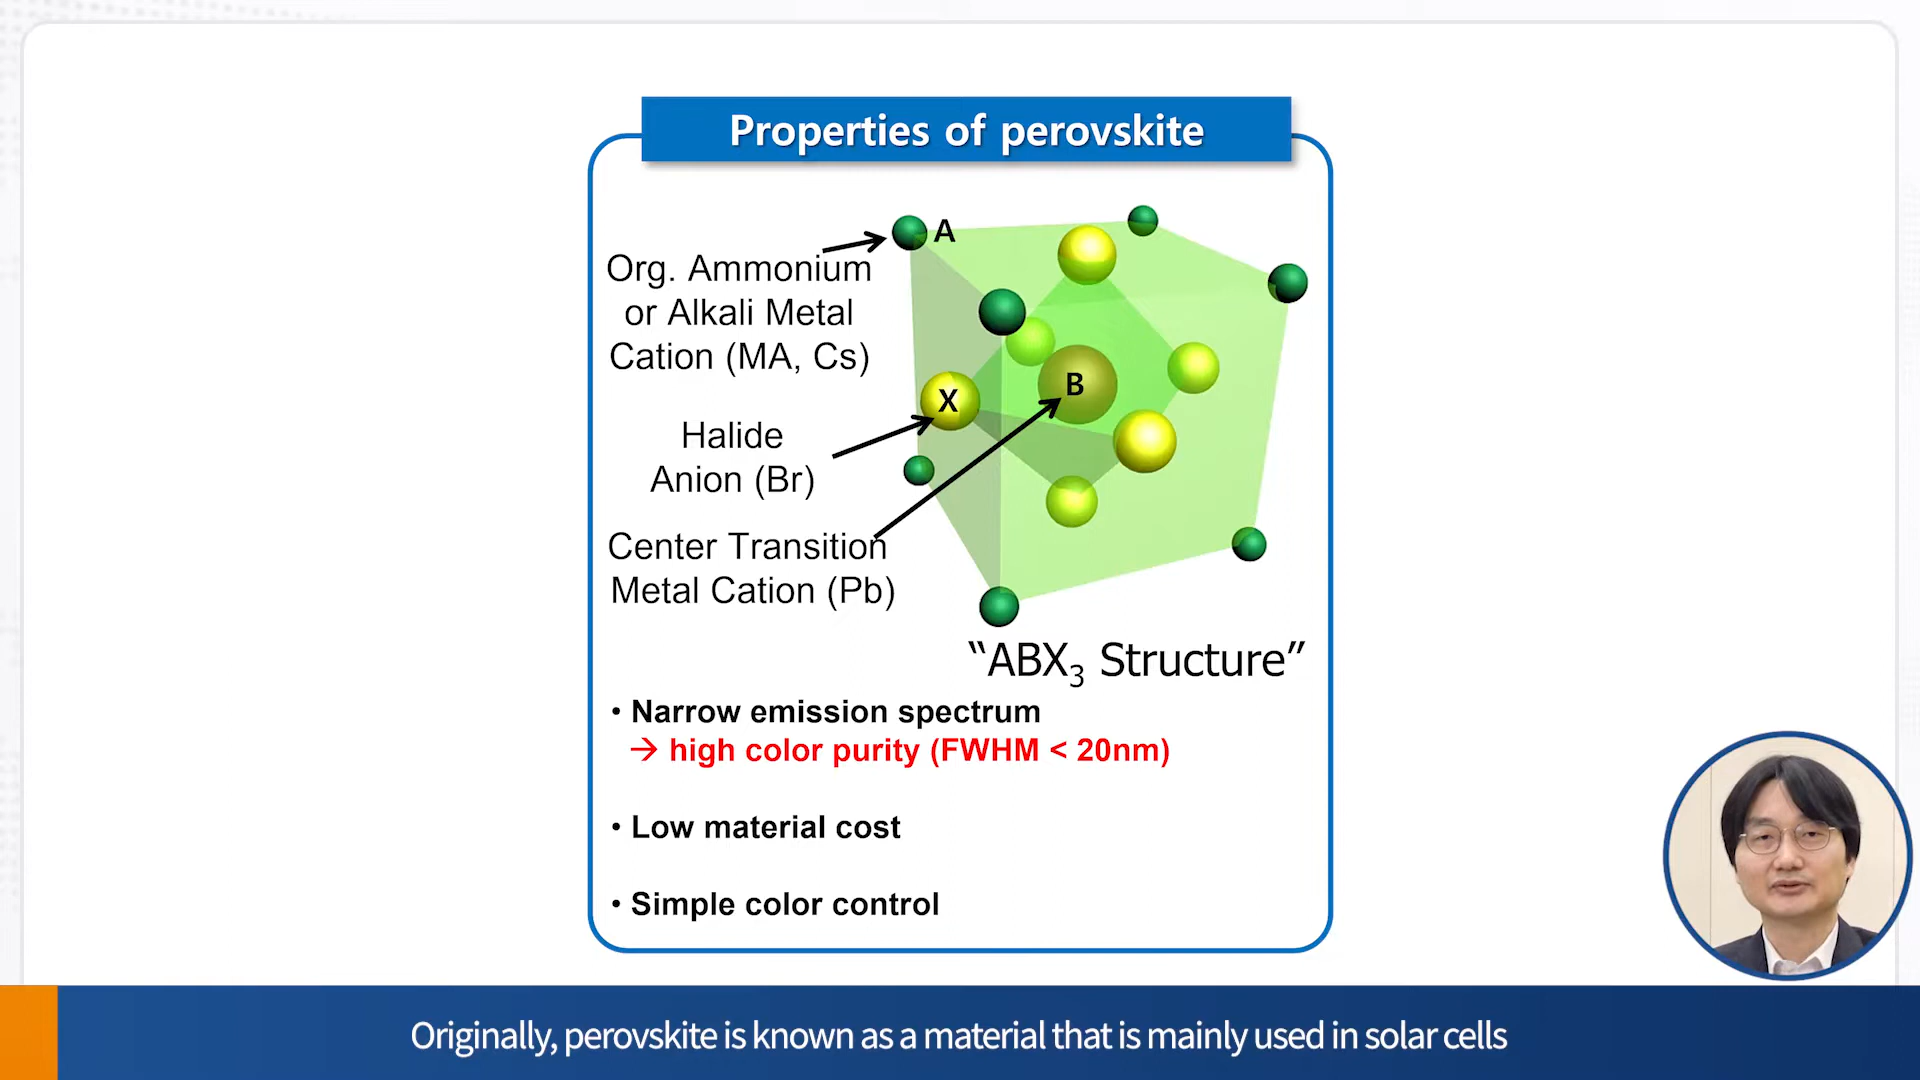 Properties of perovskite
A
Org. Ammonium
or Alkali Metal
Cation (MA, Cs)
B
X
Halide
Anion (Br)
Center Transition
Metal Cation (Pb)
“ABX₃ Structure”
• Narrow emission spectrum
→ high color purity (FWHM < 20nm)
• Low material cost
• Simple color control
Originally, perovskite is known as a material that is mainly used in solar cells